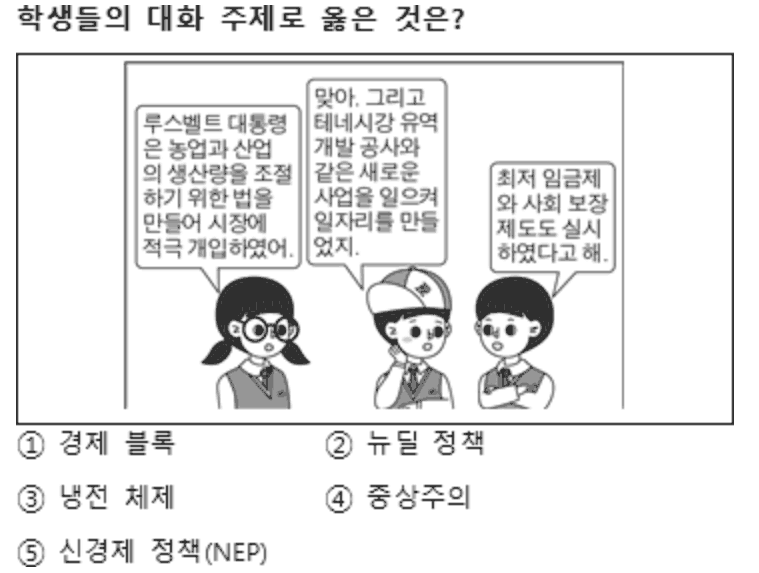 학생들의 대화 주제로 옳은 것은?
루스벨트 대통령
은 농업과 산업
의 생산량을 조절
하기 위한 법을
만들어 시장에
적극 개입하였어.
맞아. 그리고
테네시강 유역
개발 공사와
같은 새로운
사업을 일으켜
일자리를 만들
었지.
최저 임금제
와 사회 보장
제도도 실시
하였다고 해.
① 경제 블록
② 뉴딜 정책
③ 냉전 체제
④ 중상주의
⑤ 신경제 정책(NEP)